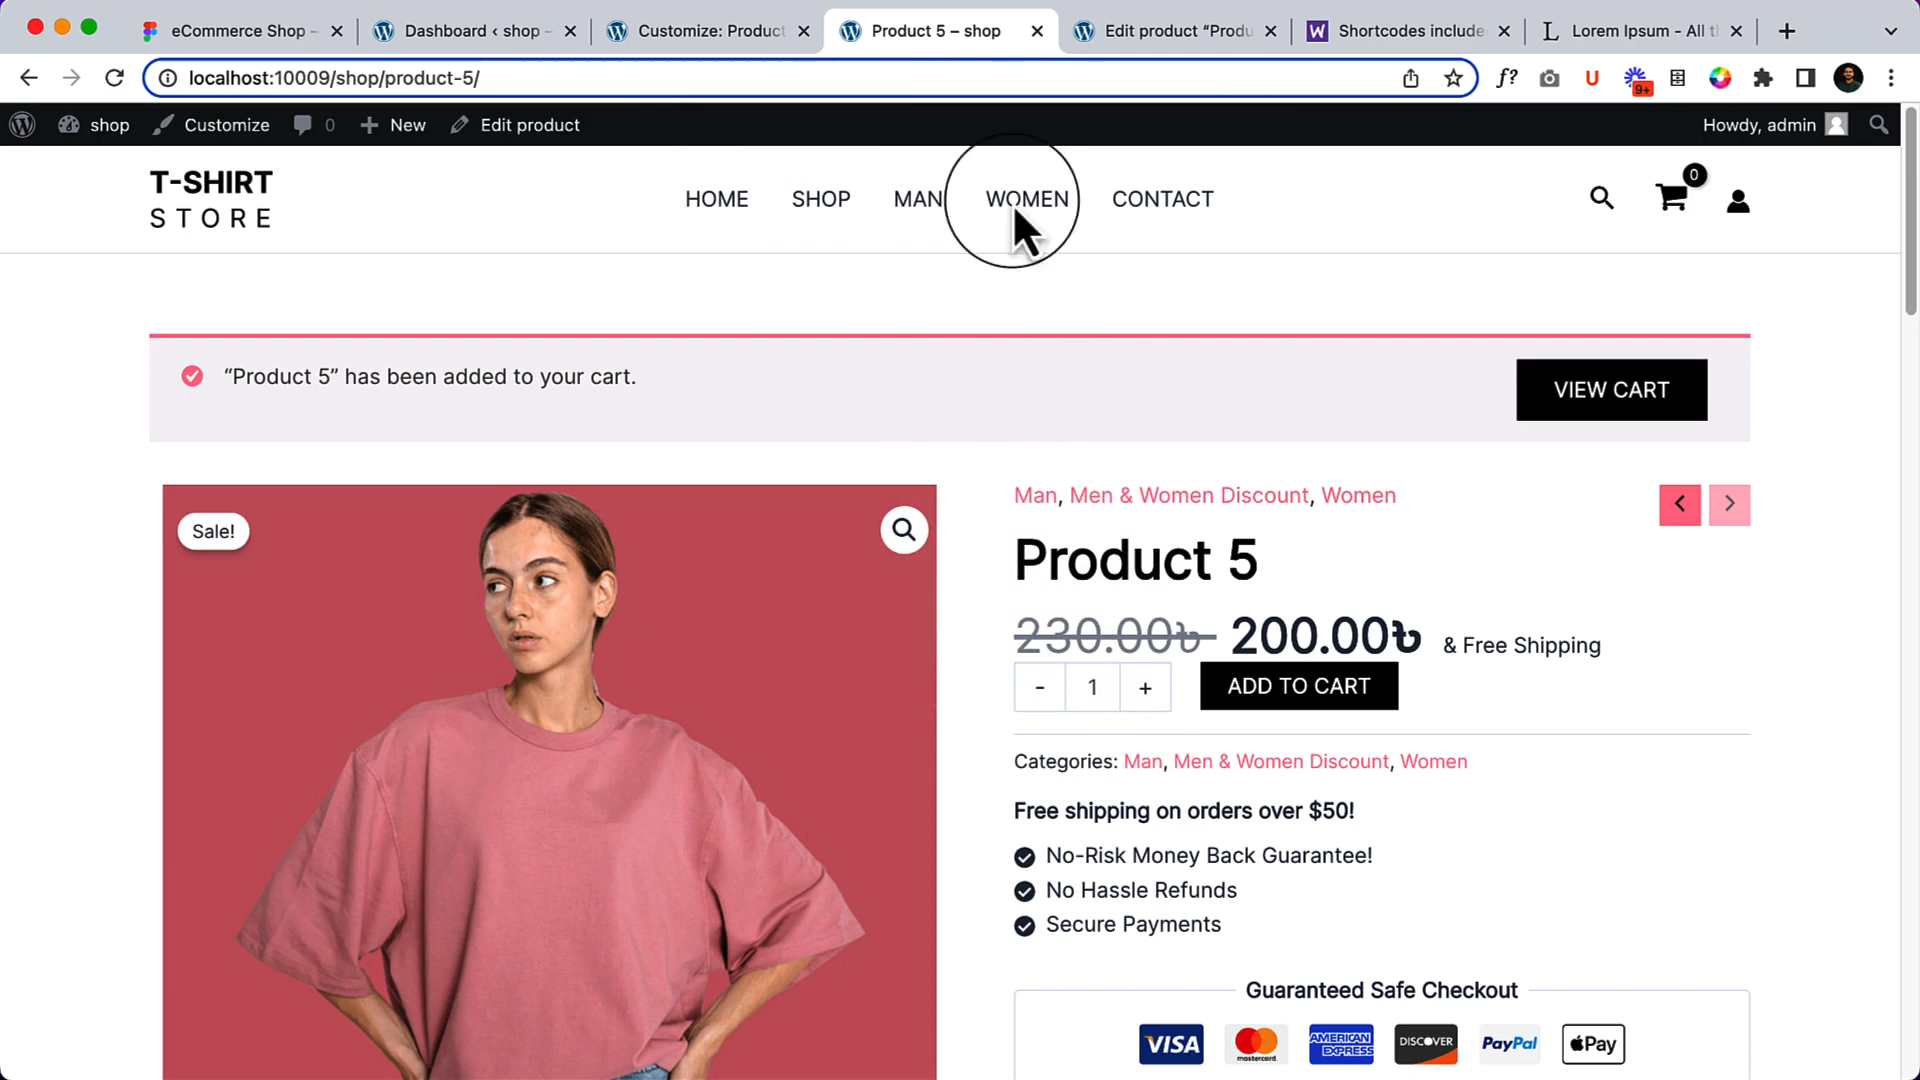 eCommerce Shop –
Dashboard ‹ shop –
Customize: Product
Product 5 – shop
Edit product “Produ
Shortcodes include
Lorem Ipsum - All t
localhost:10009/shop/product-5/
f?
U
9+
shop
Customize
0
New
Edit product
Howdy, admin
T-SHIRT
STORE
HOME
SHOP
MAN
WOMEN
CONTACT
0
“Product 5” has been added to your cart.
VIEW CART
Sale!
Man, Men & Women Discount, Women
Product 5
230.00৳ 200.00৳ & Free Shipping
- 1 +
ADD TO CART
Categories: Man, Men & Women Discount, Women
Free shipping on orders over $50!
No-Risk Money Back Guarantee!
No Hassle Refunds
Secure Payments
Guaranteed Safe Checkout
VISA
mastercard.
AMERICAN EXPRESS
DISCOVER
PayPal
Pay